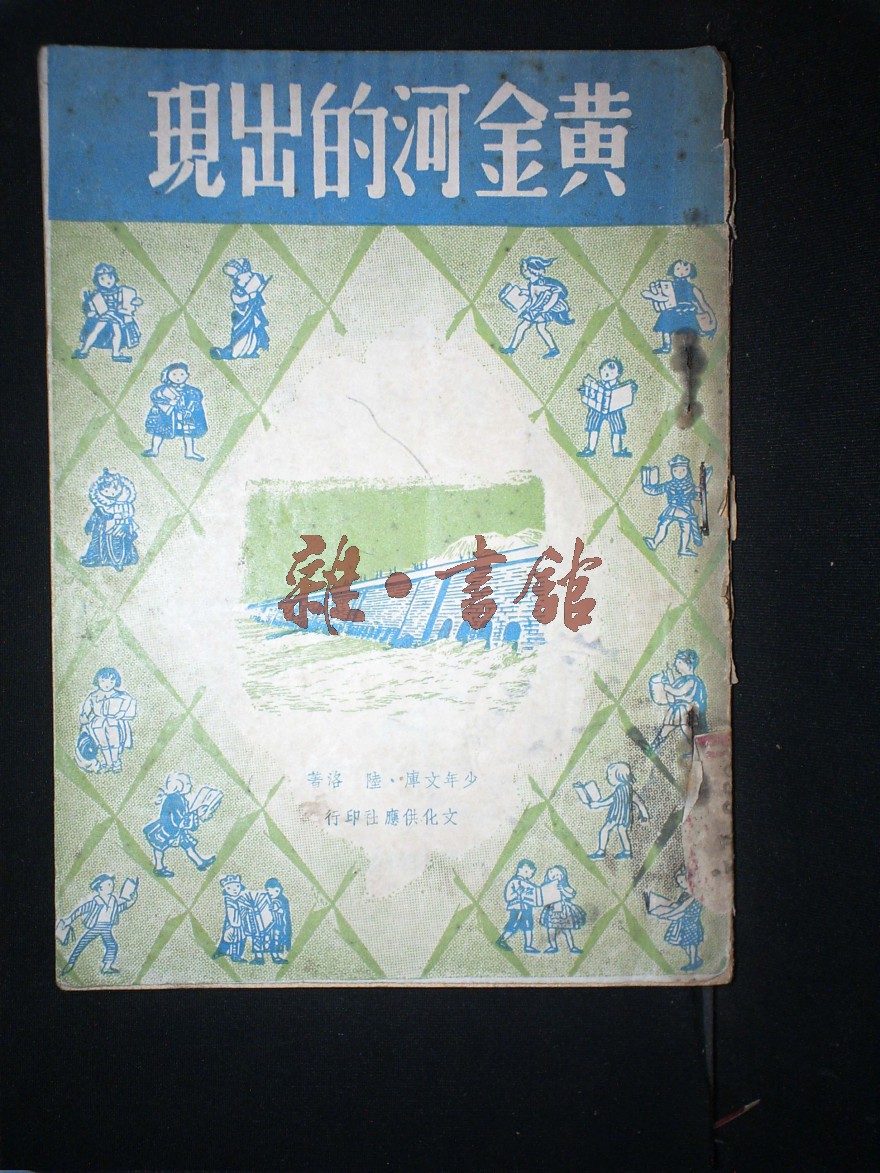 黄金河的出現
雜·書館
少年文庫·陸 洛著
文化供應社印行